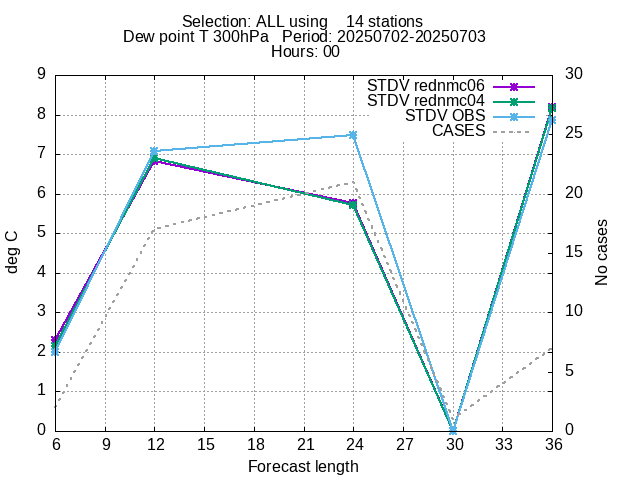 Selection: ALL using    14 stations
Dew point T 300hPa   Period: 20250702-20250703
Hours: 00
STDV rednmc06
STDV rednmc04
STDV OBS
CASES
deg C
No cases
9
8
7
6
5
4
3
2
1
0
30
25
20
15
10
5
0
6 9 12 15 18 21 24 27 30 33 36
Forecast length